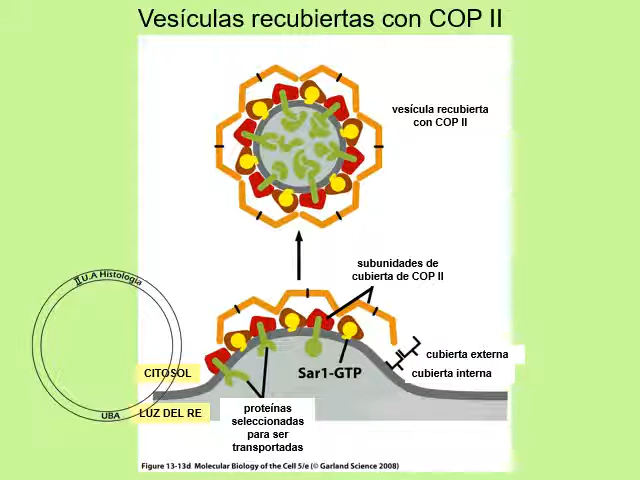 Vesículas recubiertas con COP II
vesícula recubierta
con COP II
subunidades de
cubierta de COP II
II U.A Histología
cubierta externa
CITOSOL
Sar1-GTP
cubierta interna
LUZ DEL RE
UBA
proteínas
seleccionadas
para ser
transportadas
Figure 13-13d Molecular Biology of the Cell 5/e (© Garland Science 2008)